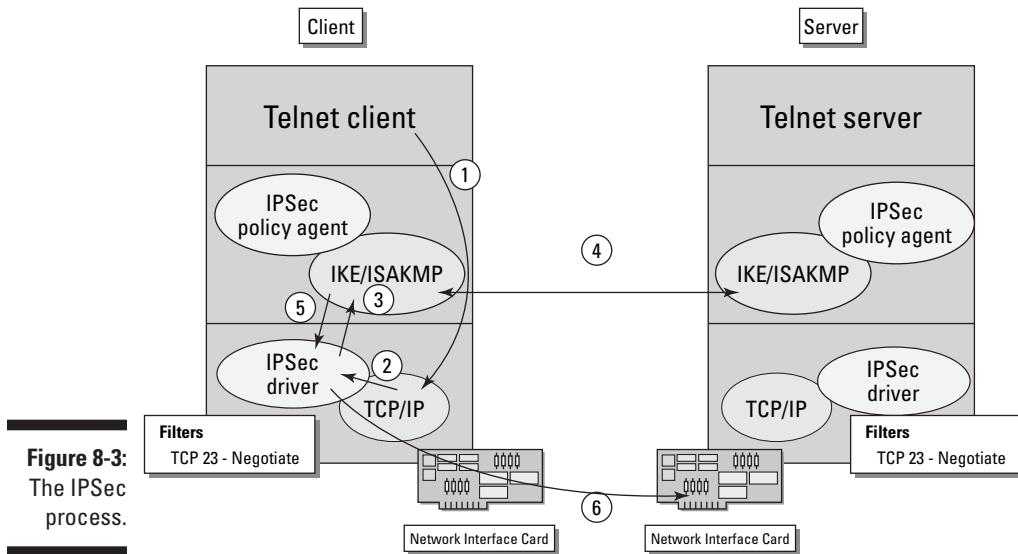 Client
Server
Telnet client
Telnet server
1
IPSec
policy agent
IPSec
policy agent
4
IKE/ISAKMP
IKE/ISAKMP
5
3
IPSec
driver
2
TCP/IP
IPSec
driver
TCP/IP
Filters
TCP 23 - Negotiate
Filters
TCP 23 - Negotiate
Figure 8-3:
The IPSec
process.
6
Network Interface Card
Network Interface Card